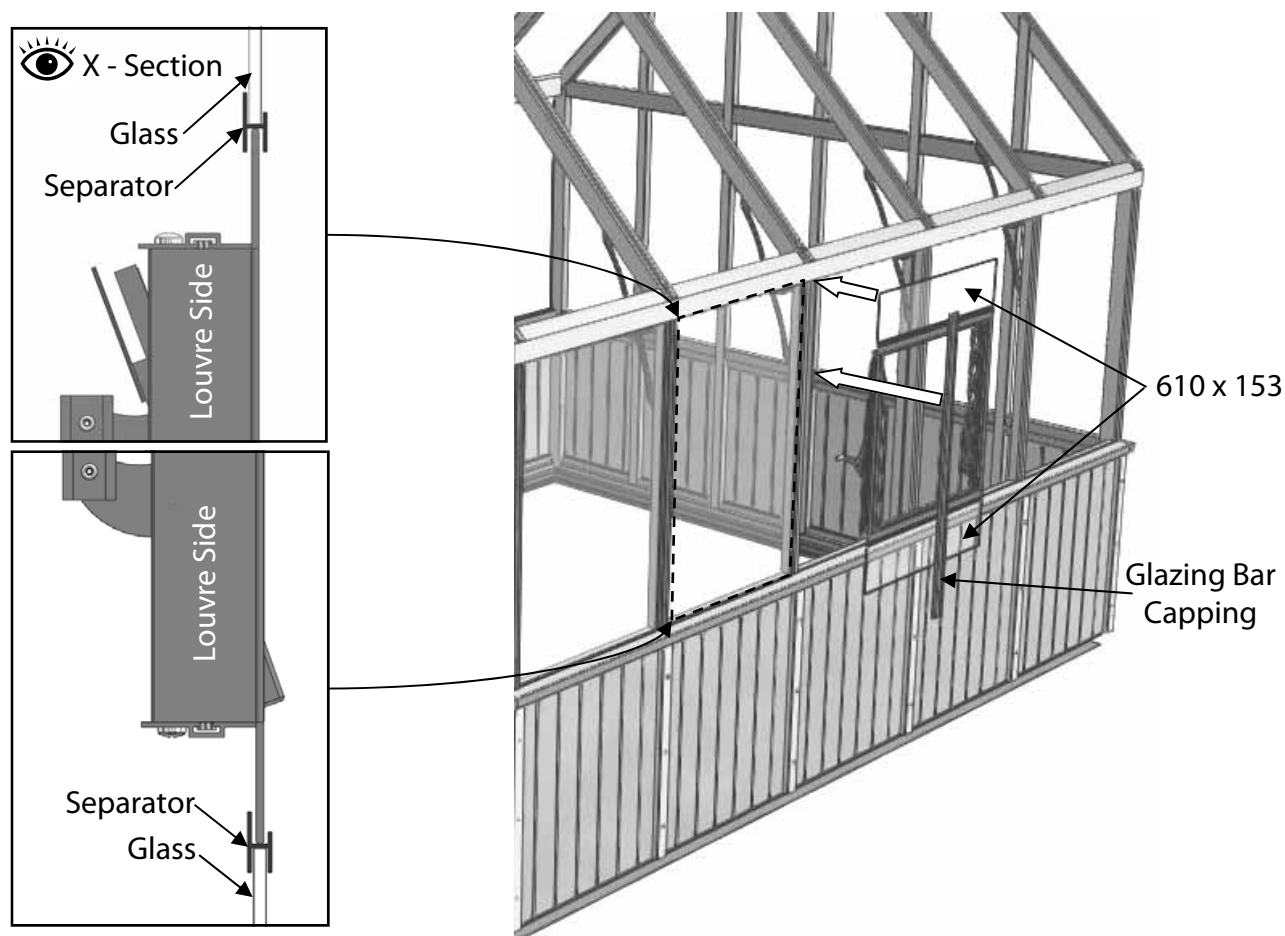 X - Section
Glass
Separator
Louvre Side
Louvre Side
Separator
Glass
610 x 153
Glazing Bar
Capping